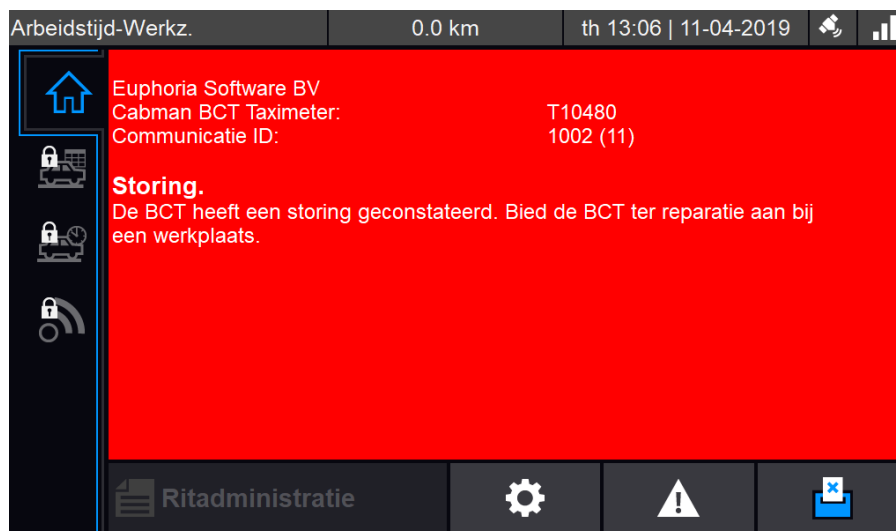 Arbeidstijd-Werkz. 0.0 km th 13:06 | 11-04-2019
Euphoria Software BV
Cabman BCT Taximeter: T10480
Communicatie ID: 1002 (11)
Storing.
De BCT heeft een storing geconstateerd. Bied de BCT ter reparatie aan bij
een werkplaats.
Ritadministratie